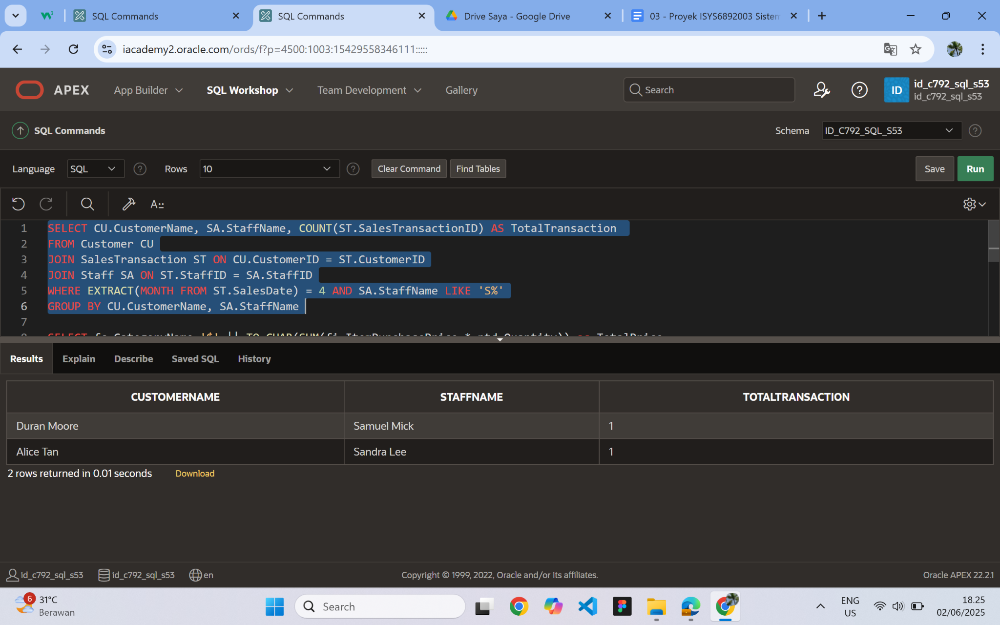 SQL Commands
SQL Commands
Drive Saya - Google Drive
03 - Proyek ISYS6892003 Sistem
iacademy2.oracle.com/ords/f?p=4500:1003:15429558346111:::::
APEX
App Builder
SQL Workshop
Team Development
Gallery
Search
ID
id_c792_sql_s53
id_c792_sql_s53
SQL Commands
Schema
ID_C792_SQL_S53
Language
SQL
Rows
10
Clear Command
Find Tables
Save
Run
1 SELECT CU.CustomerName, SA.StaffName, COUNT(ST.SalesTransactionID) AS TotalTransaction
2 FROM Customer CU
3 JOIN SalesTransaction ST ON CU.CustomerID = ST.CustomerID
4 JOIN Staff SA ON ST.StaffID = SA.StaffID
5 WHERE EXTRACT(MONTH FROM ST.SalesDate) = 4 AND SA.StaffName LIKE 'S%'
6 GROUP BY CU.CustomerName, SA.StaffName
7
Results
Explain
Describe
Saved SQL
History
CUSTOMERNAME STAFFNAME TOTALTRANSACTION
Duran Moore Samuel Mick 1
Alice Tan Sandra Lee 1
2 rows returned in 0.01 seconds
Download
id_c792_sql_s53
id_c792_sql_s53
en
Copyright © 1999, 2022, Oracle and/or its affiliates.
Oracle APEX 22.2.1
6
31°C
Berawan
Search
ENG
US
18.25
02/06/2025